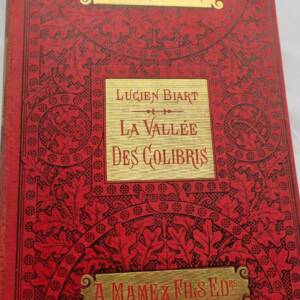 LUCIEN BIART
LA VALLÉE
DES COLIBRIS
A. MAME & FILS EDRS